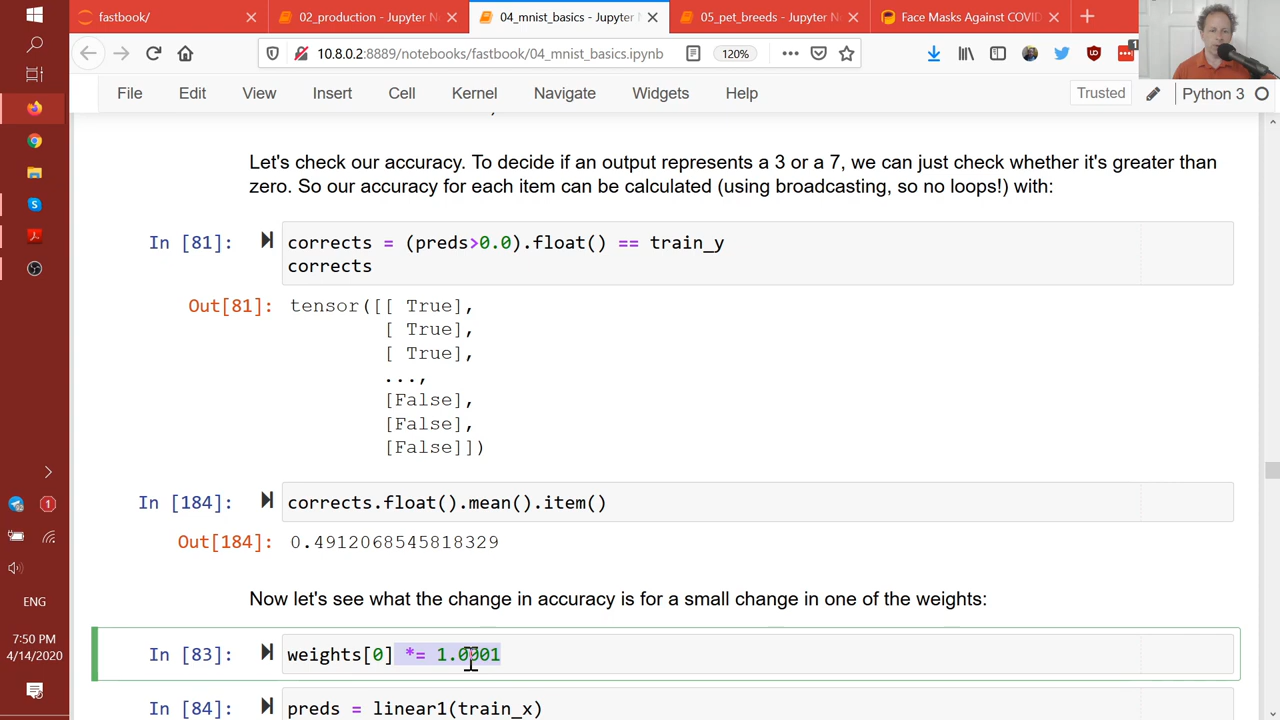 fastbook/
02_production - Jupyter N
04_mnist_basics - Jupyter N
05_pet_breeds - Jupyter N
Face Masks Against COVID
10.8.0.2:8889/notebooks/fastbook/04_mnist_basics.ipynb
120%
1
File Edit View Insert Cell Kernel Widgets Help
Trusted
Python 3
Let's check our accuracy. To decide if an output represents a 3 or a 7, we can just check whether it's greater than
zero. So our accuracy for each item can be calculated (using broadcasting, so no loops!) with:
In [81]: corrects = (preds>0.0).float() == train_y
corrects
Out[81]: tensor([[ True],
[ True],
[ True],
...,
[False],
[False],
[False]])
In [184]: corrects.float().mean().item()
Out[184]: 0.4912068545818329
Now let's see what the change in accuracy is for a small change in one of the weights:
In [83]: weights[0] *= 1.0001
In [84]: preds = linear1(train_x)
1
ENG
7:50 PM
4/14/2020